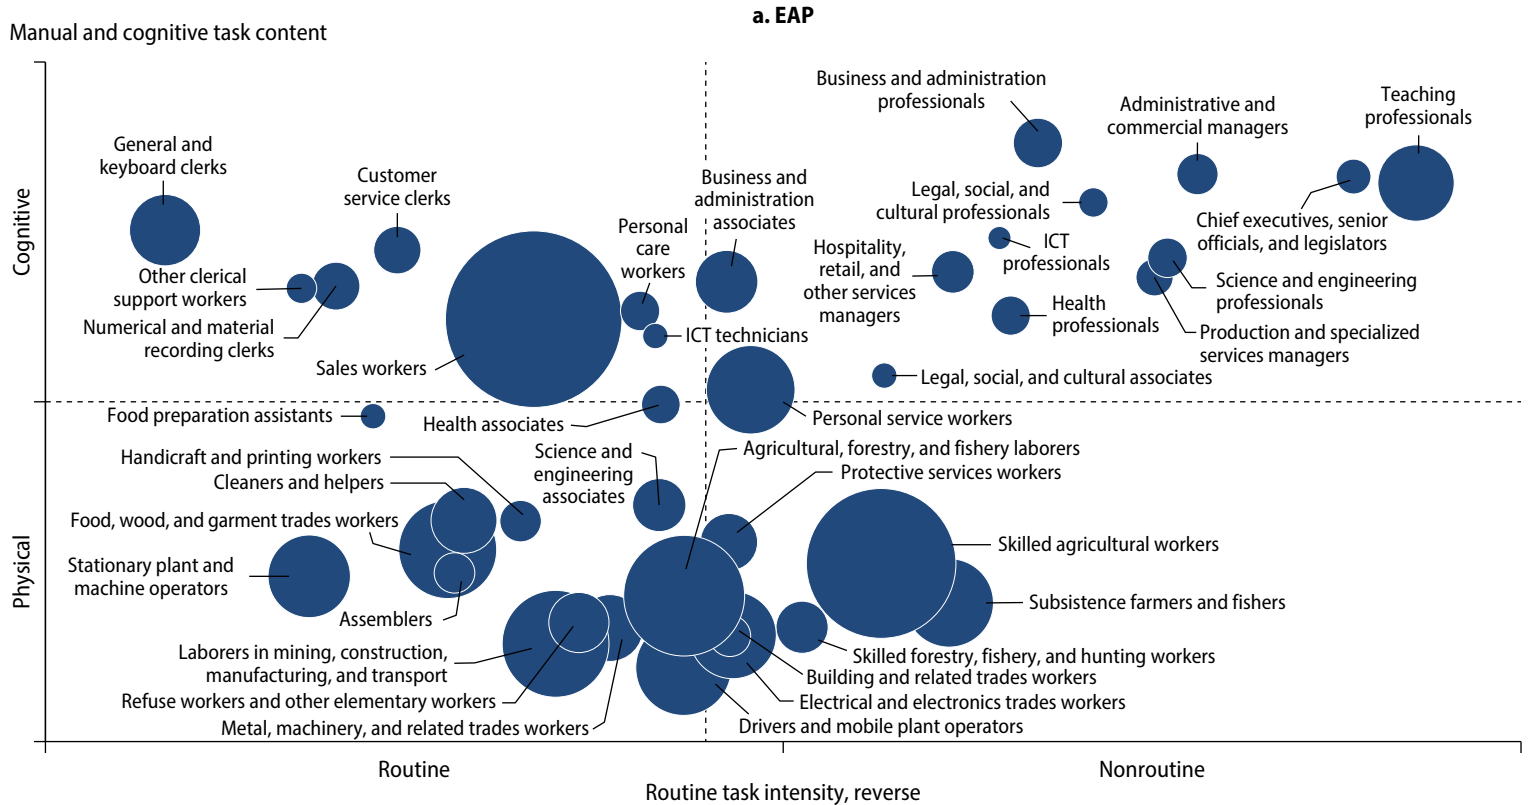 a. EAP
Manual and cognitive task content
Cognitive
Physical
General and
keyboard clerks
Customer
service clerks
Other clerical
support workers
Numerical and material
recording clerks
Sales workers
Personal
care
workers
ICT technicians
Business and
administration
associates
Business and administration
professionals
Administrative and
commercial managers
Teaching
professionals
Legal, social, and
cultural professionals
Chief executives, senior
officials, and legislators
ICT
professionals
Hospitality,
retail, and
other services
managers
Science and engineering
professionals
Health
professionals
Production and specialized
services managers
Legal, social, and cultural associates
Food preparation assistants
Health associates
Personal service workers
Handicraft and printing workers
Cleaners and helpers
Science and
engineering
associates
Agricultural, forestry, and fishery laborers
Protective services workers
Food, wood, and garment trades workers
Stationary plant and
machine operators
Assemblers
Skilled agricultural workers
Subsistence farmers and fishers
Laborers in mining, construction,
manufacturing, and transport
Refuse workers and other elementary workers
Metal, machinery, and related trades workers
Skilled forestry, fishery, and hunting workers
Building and related trades workers
Electrical and electronics trades workers
Drivers and mobile plant operators
Routine
Nonroutine
Routine task intensity, reverse